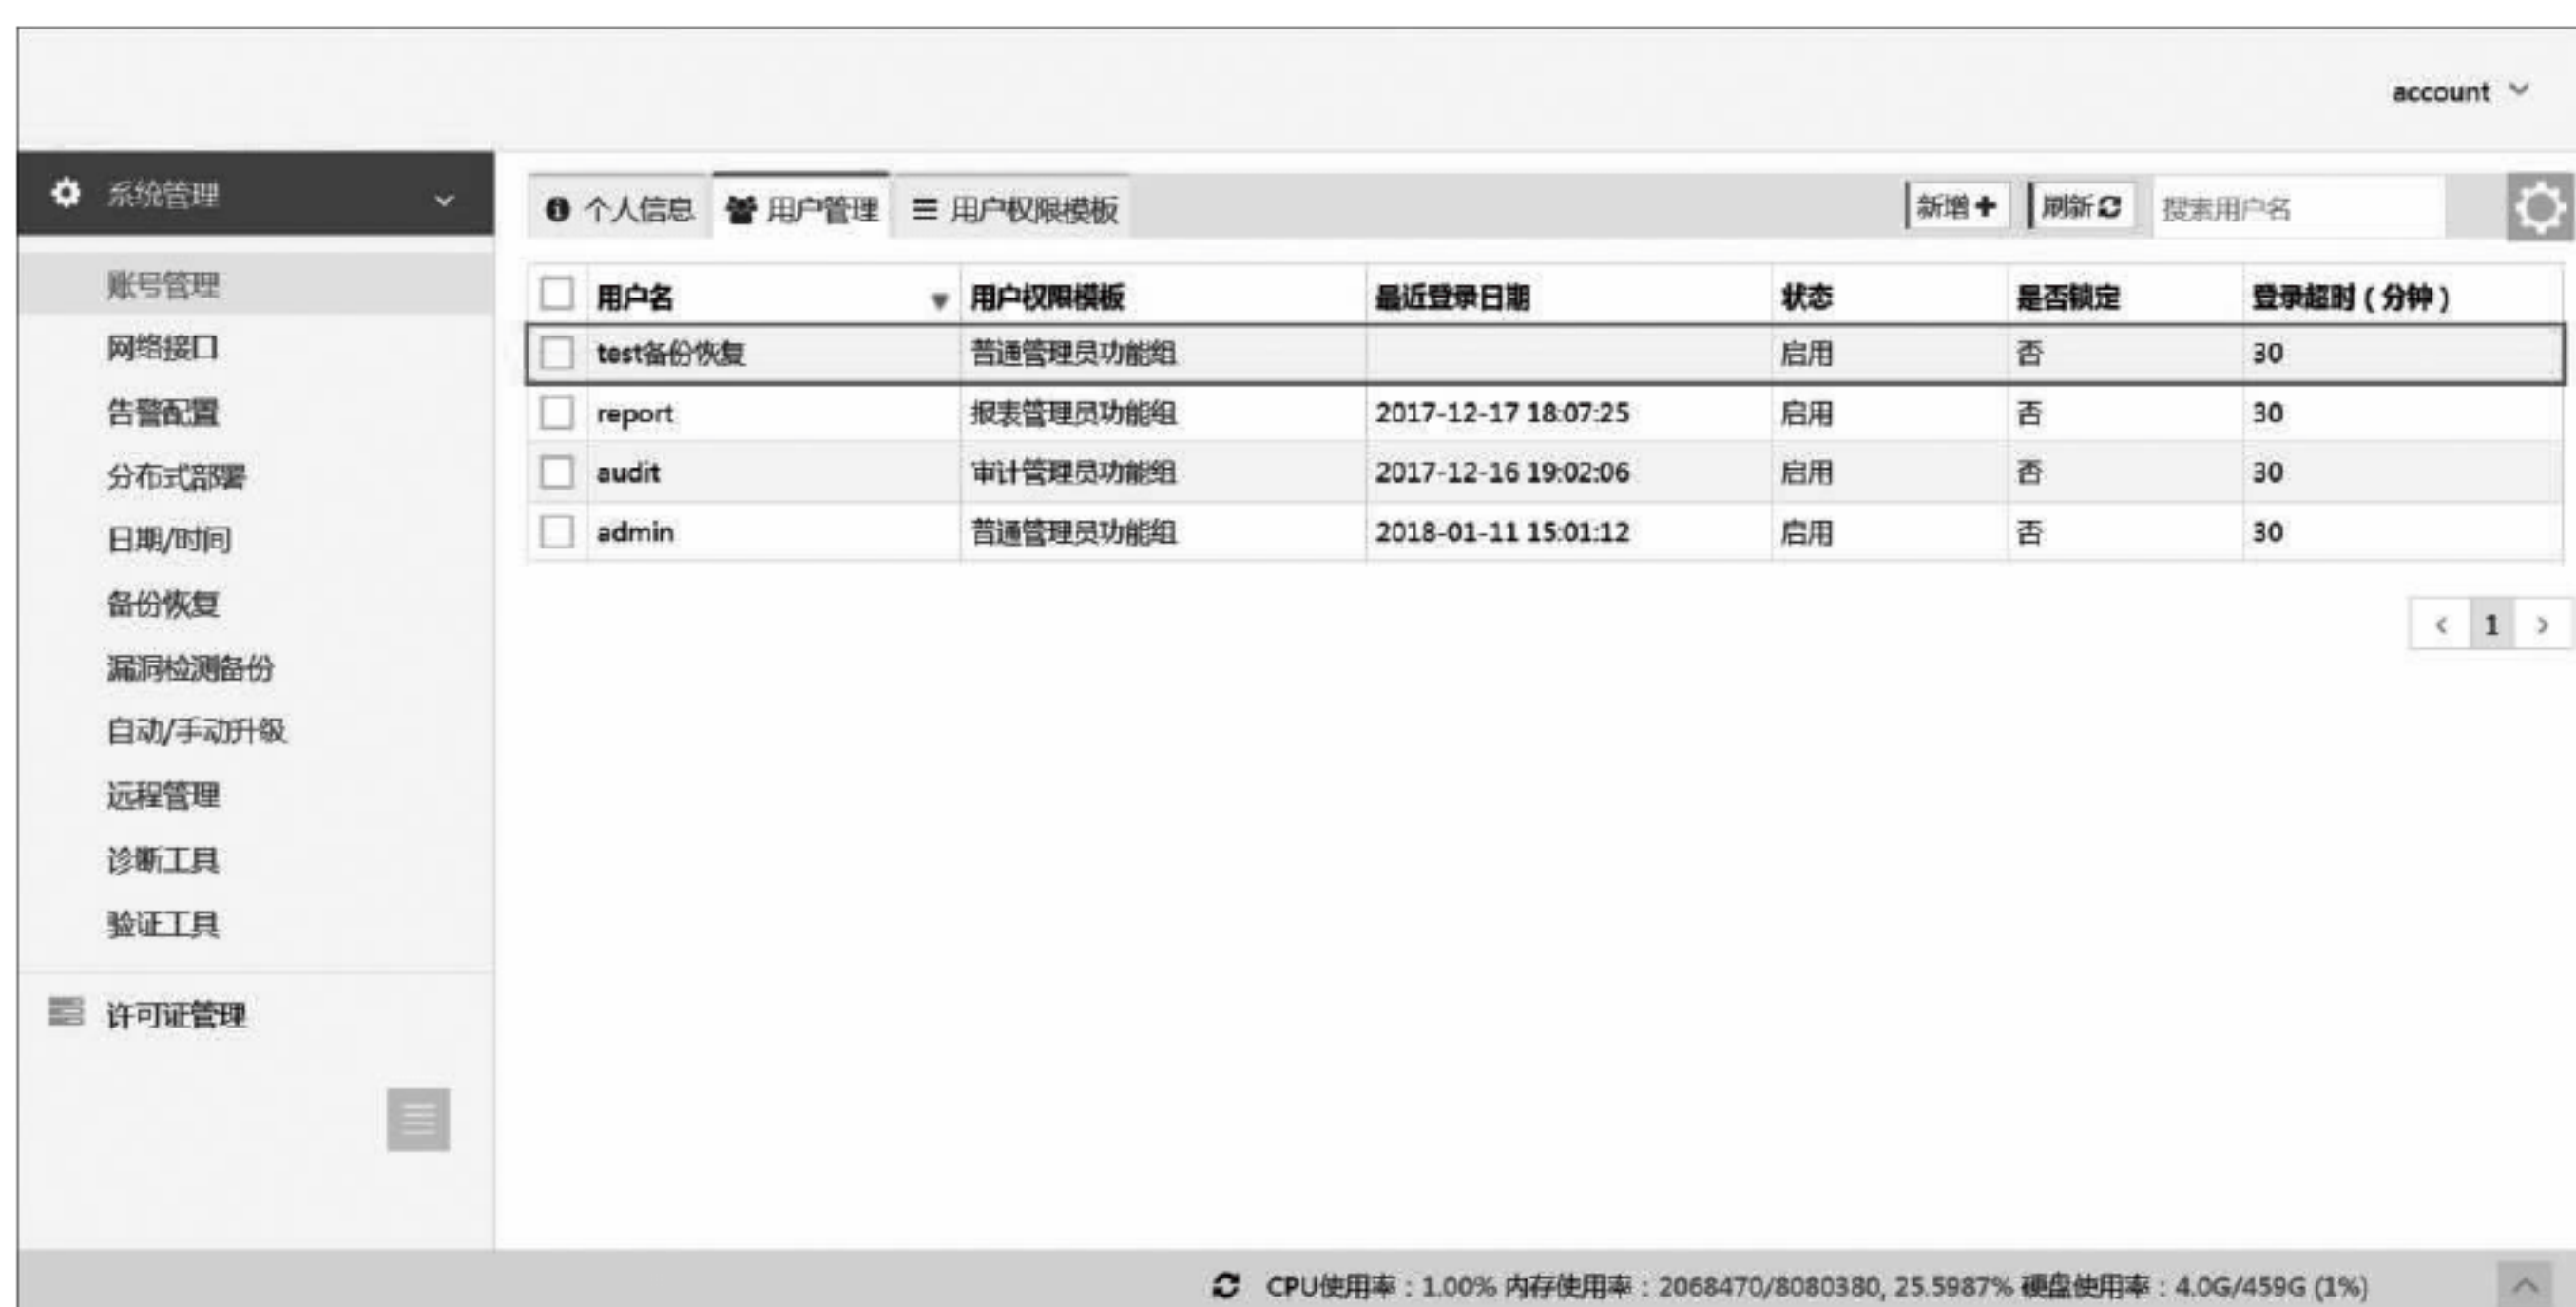 account
系统管理
账号管理
网络接口
告警配置
分布式部署
日期/时间
备份恢复
漏洞检测备份
自动/手动升级
远程管理
诊断工具
验证工具
许可证管理
个人信息 用户管理 用户权限模板 新增 刷新 搜索用户名
用户名 用户权限模板 最近登录日期 状态 是否锁定 登录超时(分钟)
test备份恢复 普通管理员功能组 启用 否 30
report 报表管理员功能组 2017-12-17 18:07:25 启用 否 30
audit 审计管理员功能组 2017-12-16 19:02:06 启用 否 30
admin 普通管理员功能组 2018-01-11 15:01:12 启用 否 30
< 1 >
CPU使用率:1.00% 内存使用率:2068470/8080380, 25.5987% 硬盘使用率:4.0G/459G (1%)